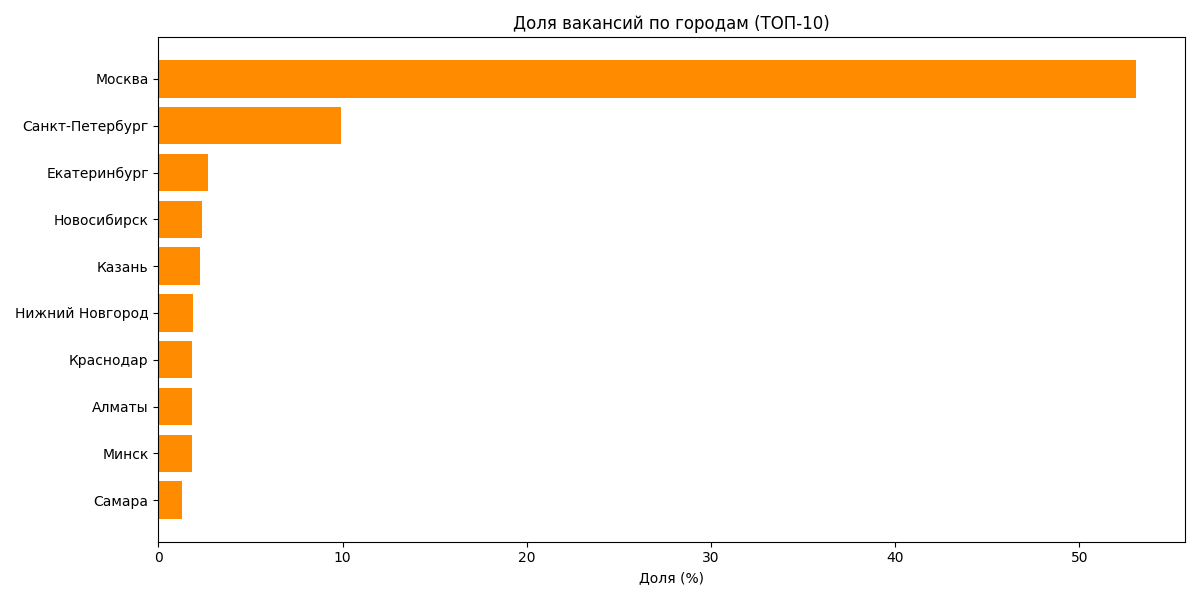 Доля вакансий по городам (ТОП-10)
Москва
Санкт-Петербург
Екатеринбург
Новосибирск
Казань
Нижний Новгород
Краснодар
Алматы
Минск
Самара
0 10 20 30 40 50
Доля (%)